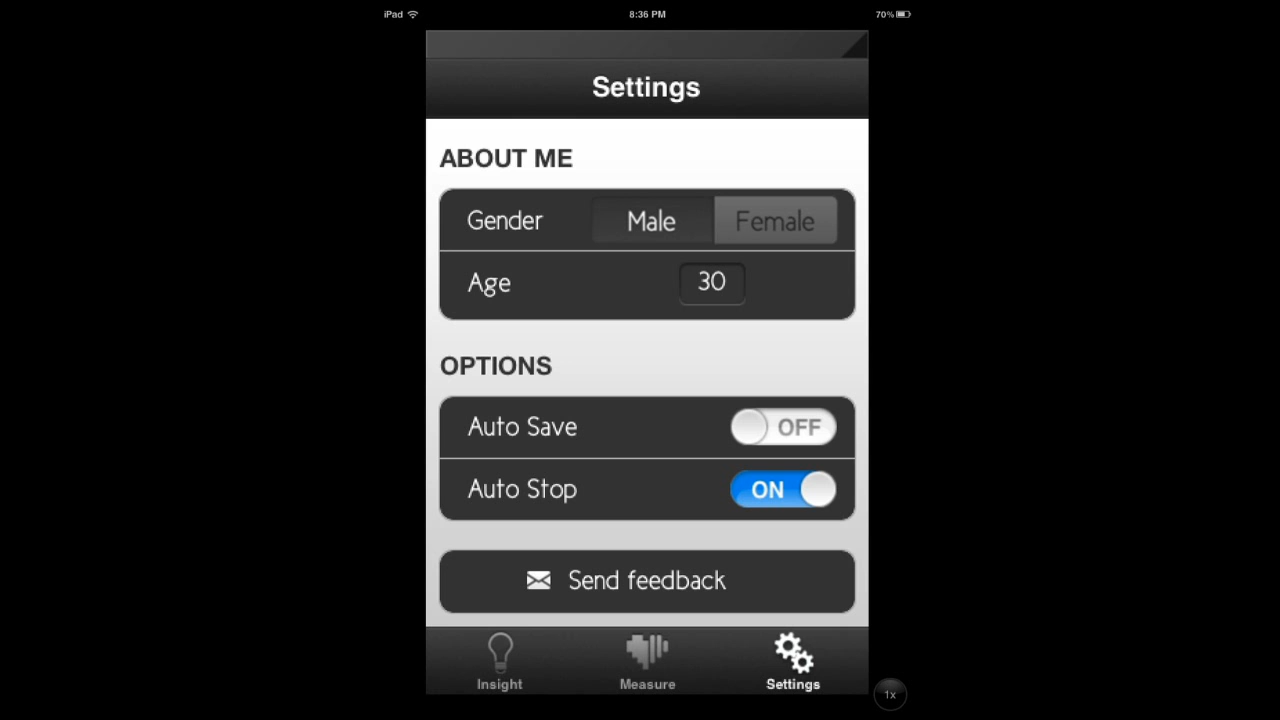 iPad 8:36 PM 70%
Settings
ABOUT ME
Gender Male Female
Age 30
OPTIONS
Auto Save OFF
Auto Stop ON
Send feedback
Insight Measure Settings
1x